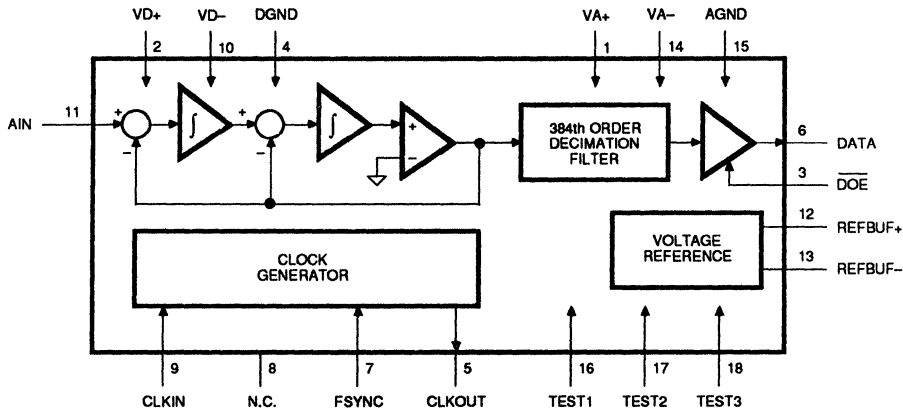 VD+ VD− DGND VA+ VA− AGND
2 10 4 1 14 15
AIN 11 + − ∫ + − ∫ + − 384th ORDER
DECIMATION
FILTER
6 DATA
3 D̅O̅E̅
12 REFBUF+
VOLTAGE
REFERENCE
13 REFBUF−
CLOCK
GENERATOR
9 8 7 5 16 17 18
CLKIN N.C. FSYNC CLKOUT TEST1 TEST2 TEST3